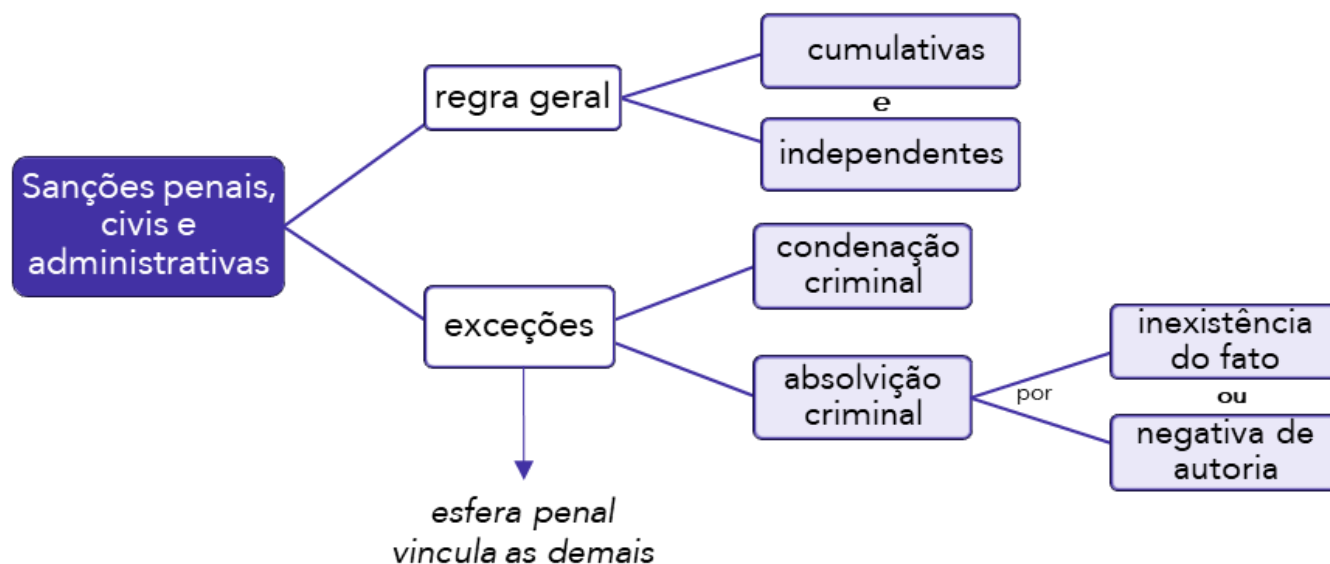 Sanções penais,
civis e
administrativas
regra geral
cumulativas
e
independentes
exceções
condenação
criminal
absolvição
criminal
por
inexistência
do fato
ou
negativa de
autoria
esfera penal
vincula as demais